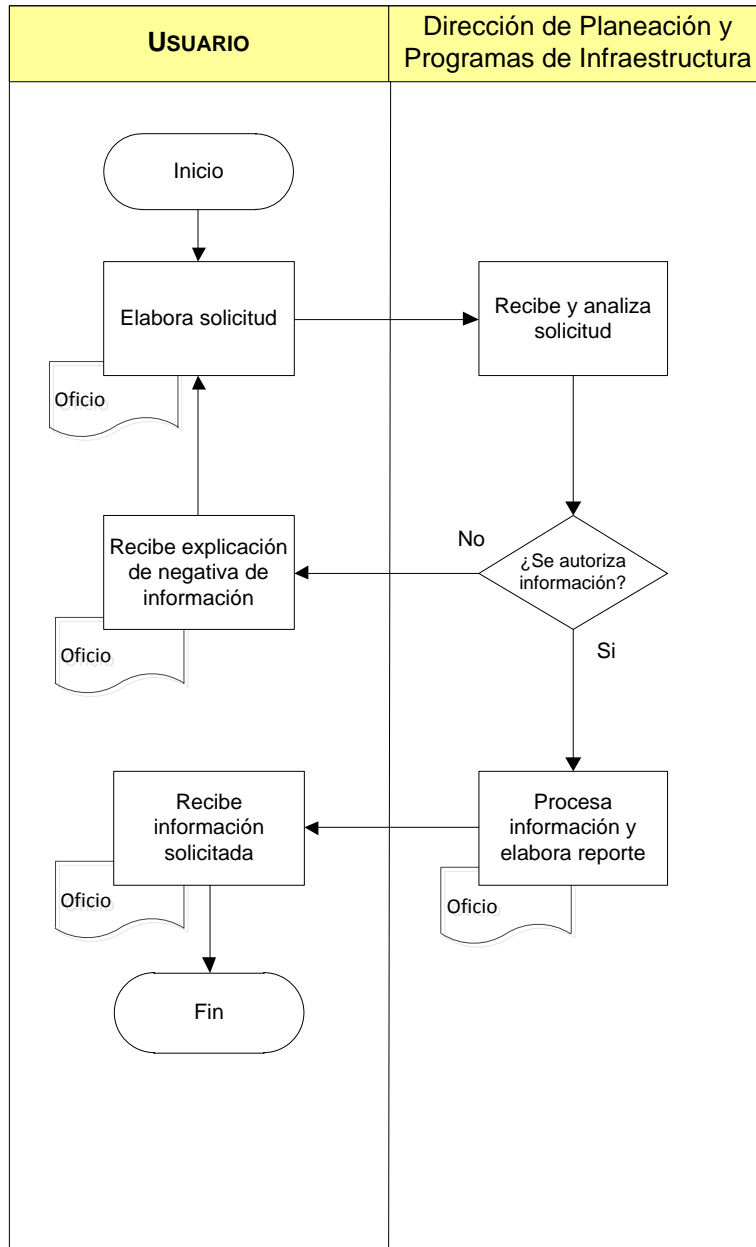 USUARIO
Dirección de Planeación y
Programas de Infraestructura
Inicio
Elabora solicitud
Oficio
Recibe y analiza
solicitud
¿Se autoriza
información?
No
Si
Recibe explicación
de negativa de
información
Oficio
Procesa
información y
elabora reporte
Oficio
Recibe
información
solicitada
Oficio
Fin